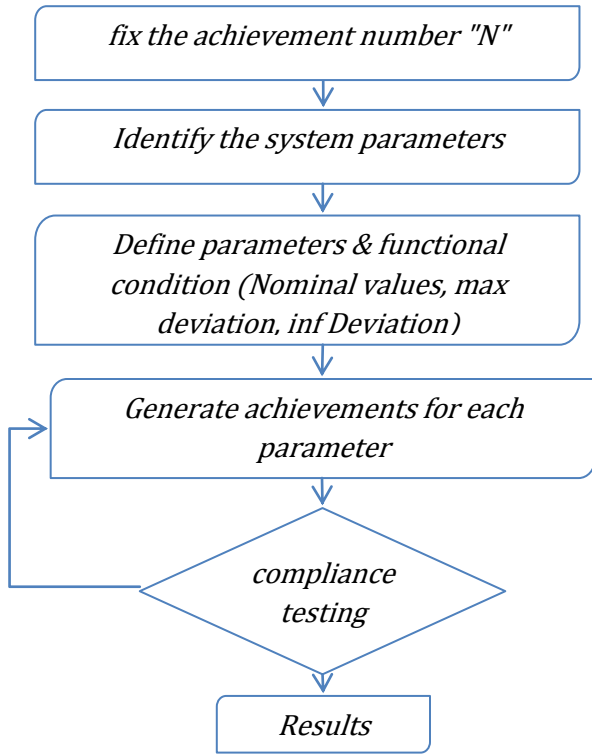 fix the achievement number "N"
Identify the system parameters
Define parameters & functional
condition (Nominal values, max
deviation, inf Deviation)
Generate achievements for each
parameter
compliance
testing
Results